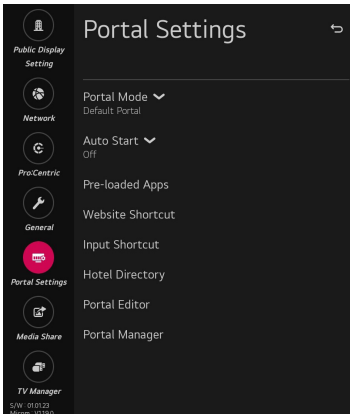 Public Display
Setting
Network
Pro:Centric
General
Portal Settings
Media Share
TV Manager
S/W : 01.01.23
Portal Settings
Portal Mode
Default Portal
Auto Start
Off
Pre-loaded Apps
Website Shortcut
Input Shortcut
Hotel Directory
Portal Editor
Portal Manager